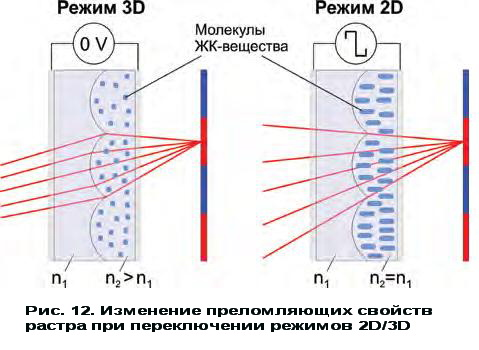 Режим 3D
Режим 2D
0 V
Молекулы
ЖК-вещества
n1
n2>n1
n1
n2=n1
Рис. 12. Изменение преломляющих свойств
растра при переключении режимов 2D/3D